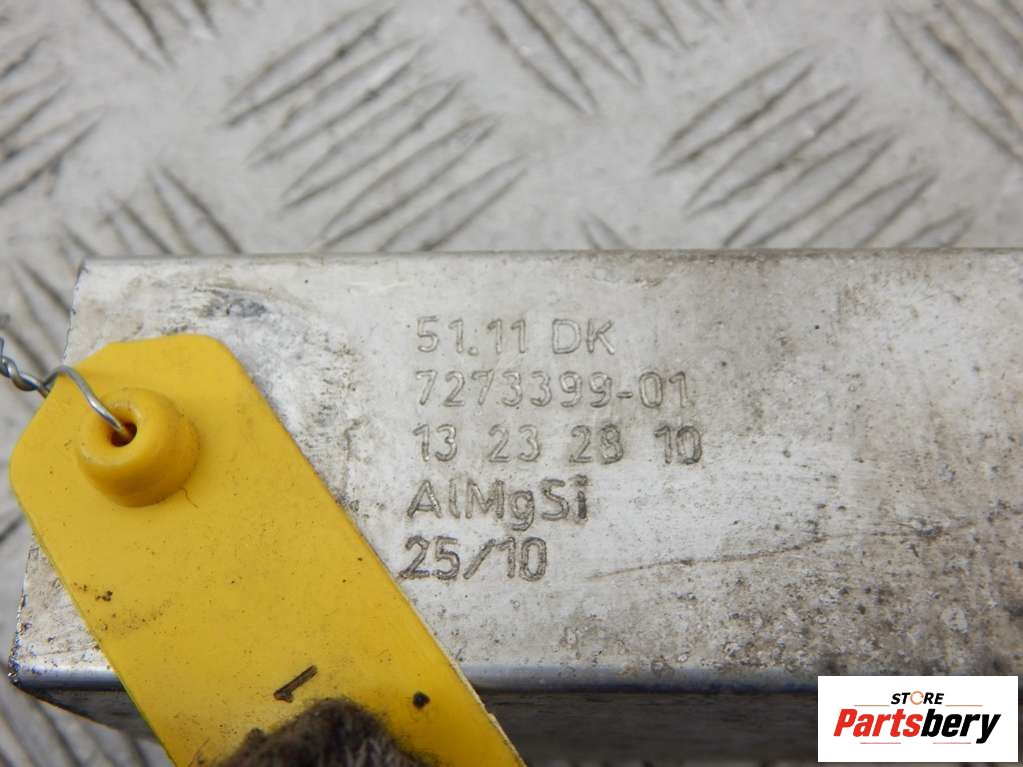 51.11 DK
7273399-01
13 23 28 10
AlMgSi
25/10
STORE
Partsbery